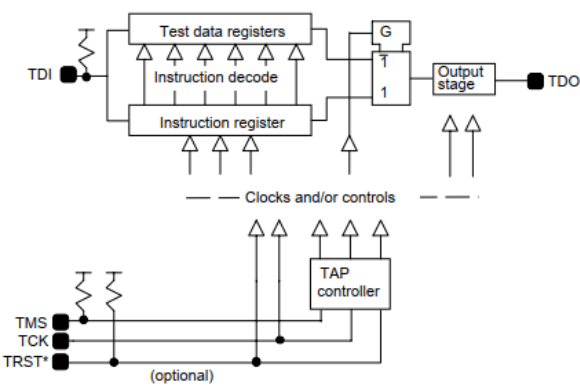 Test data registers
G
TDI
Instruction decode
1
Output
stage
TDO
1
Instruction register
Clocks and/or controls
TAP
controller
TMS
TCK
TRST*
(optional)